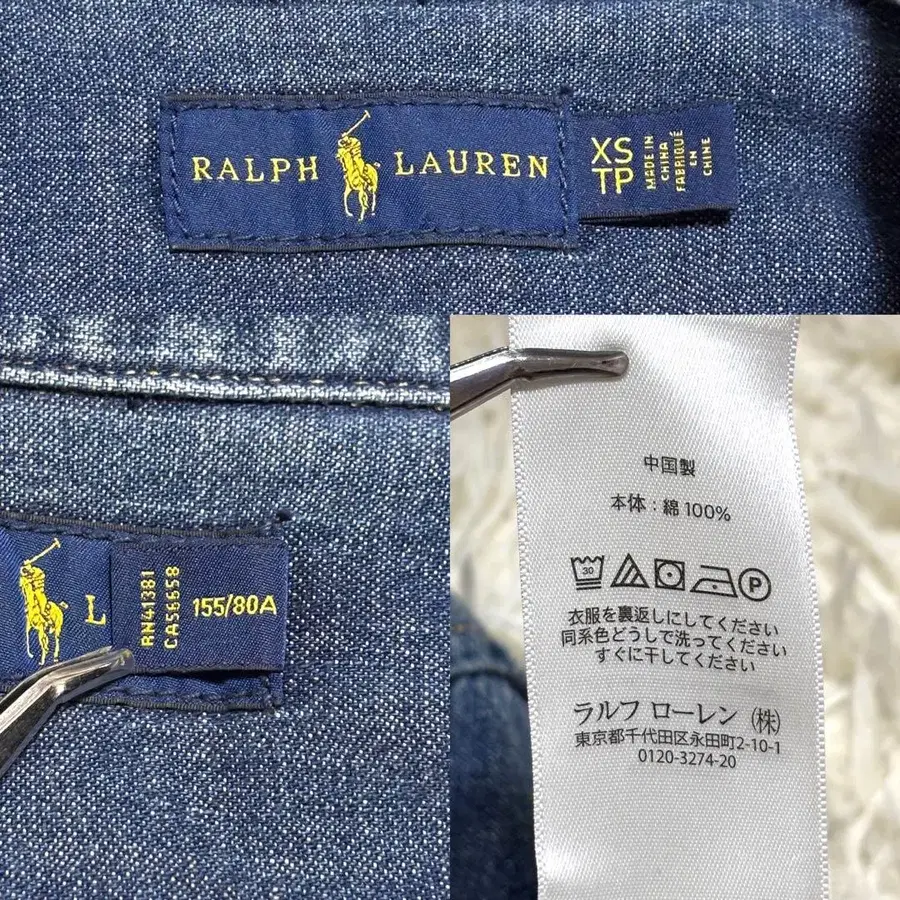 RALPH LAUREN
XS
TP
MADE IN
CHINA
FABRIQUÉ
EN
CHINE
L
RN41381
CA56658
155/80A
中国製
本体：綿 100%
30
P
衣服を裏返しにしてください
同系色どうしで洗ってください
すぐに干してください
ラルフ ローレン（株）
東京都千代田区永田町2-10-1
0120-3274-20